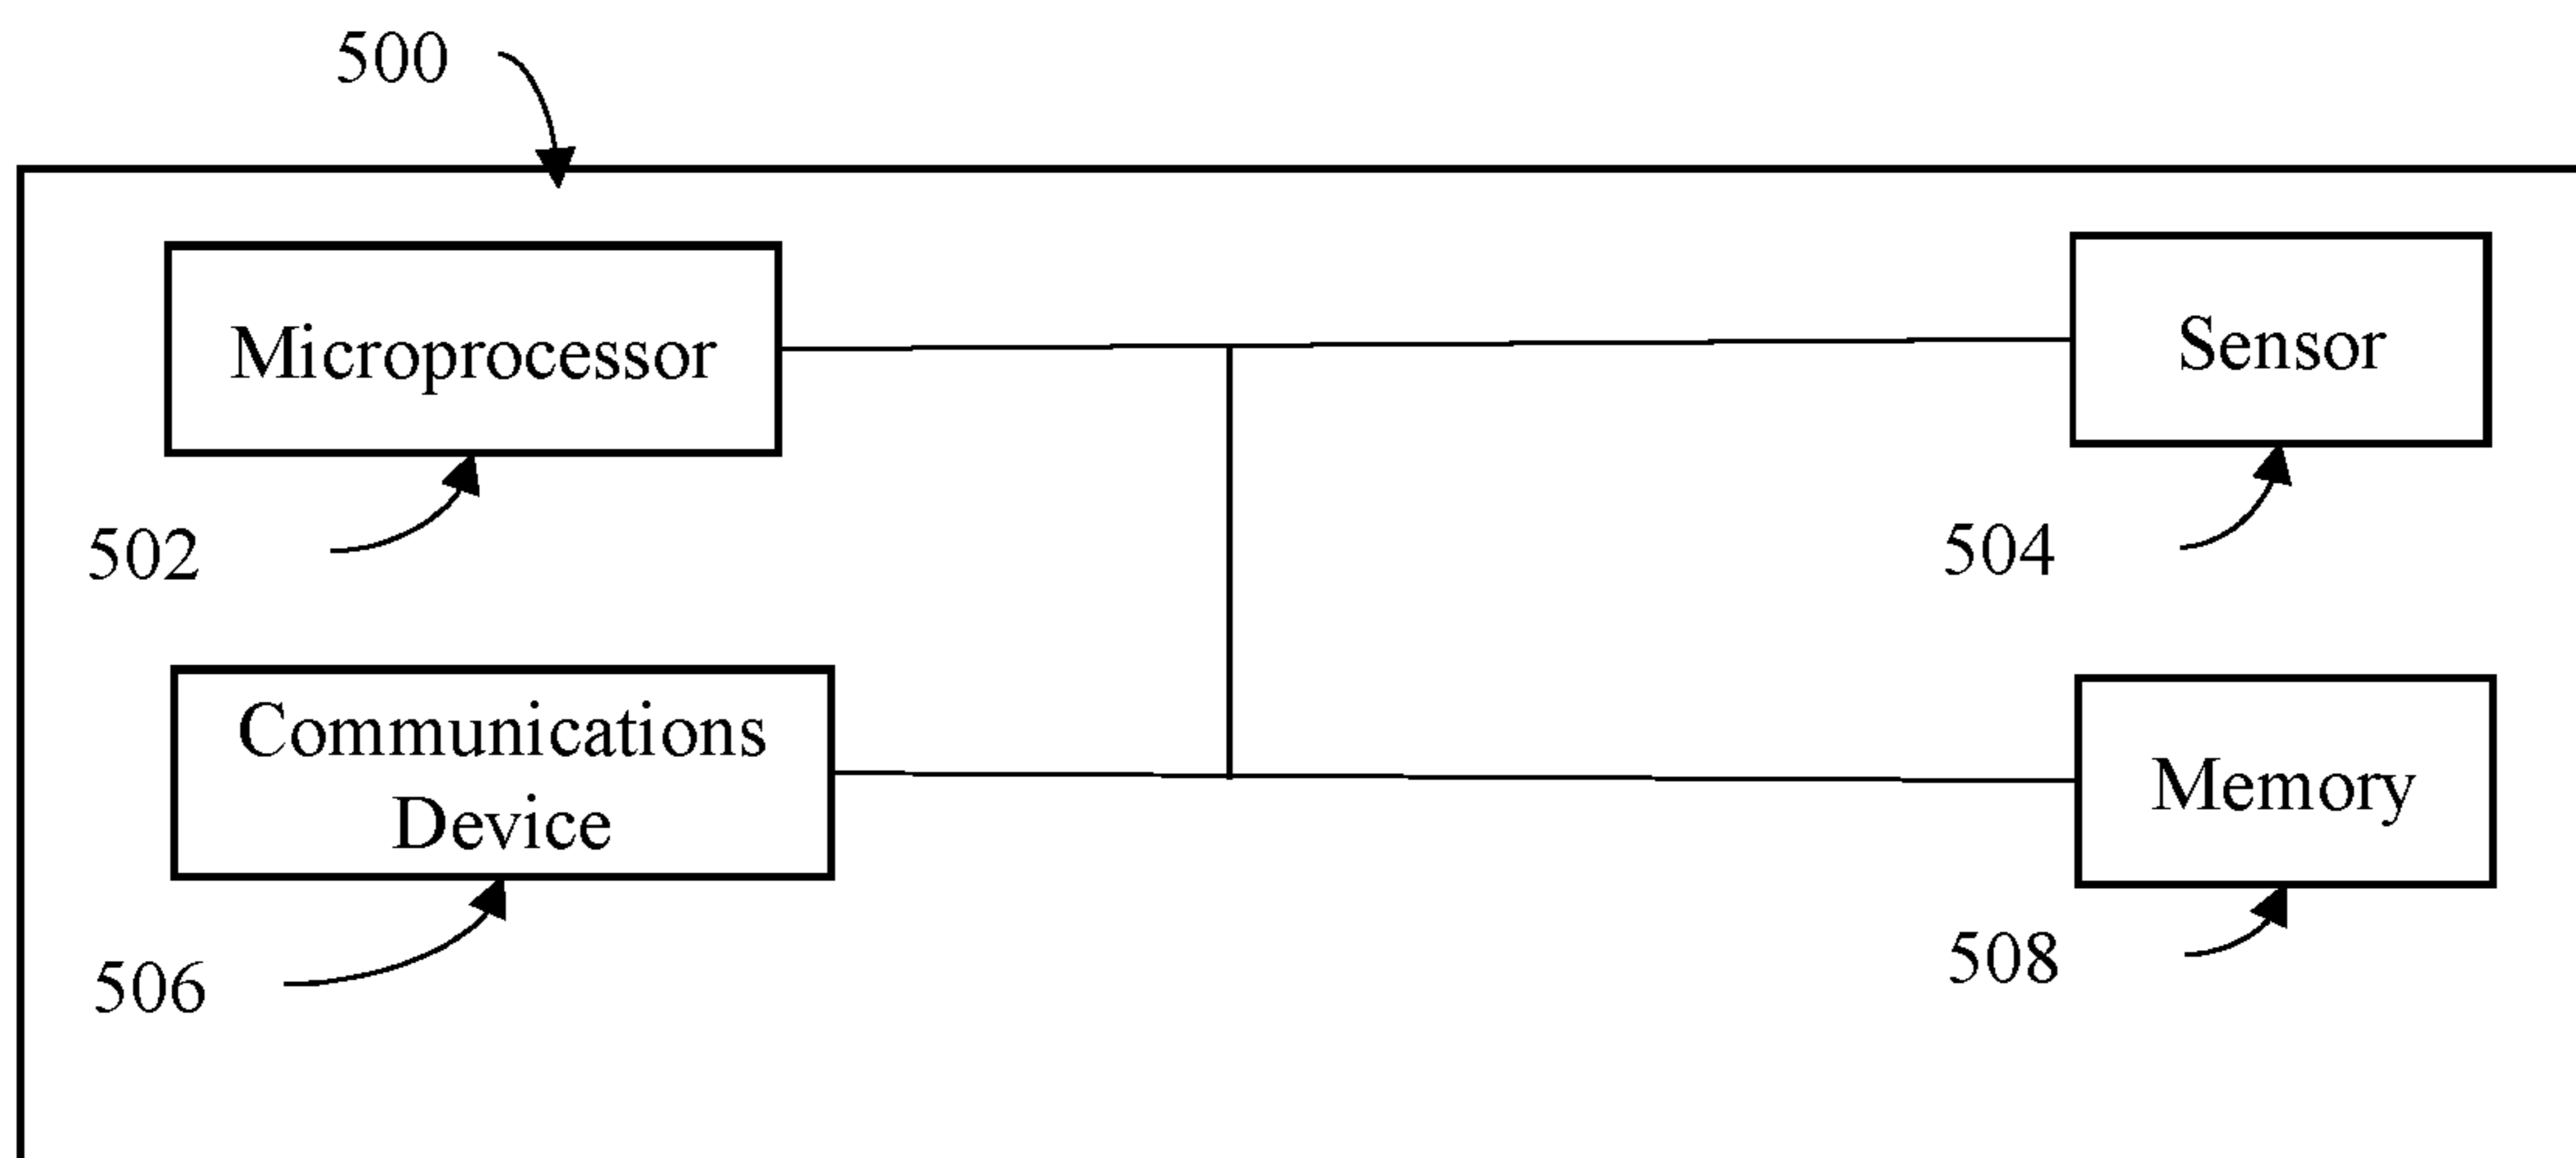 500
Microprocessor
Sensor
502
504
Communications
Device
Memory
506
508